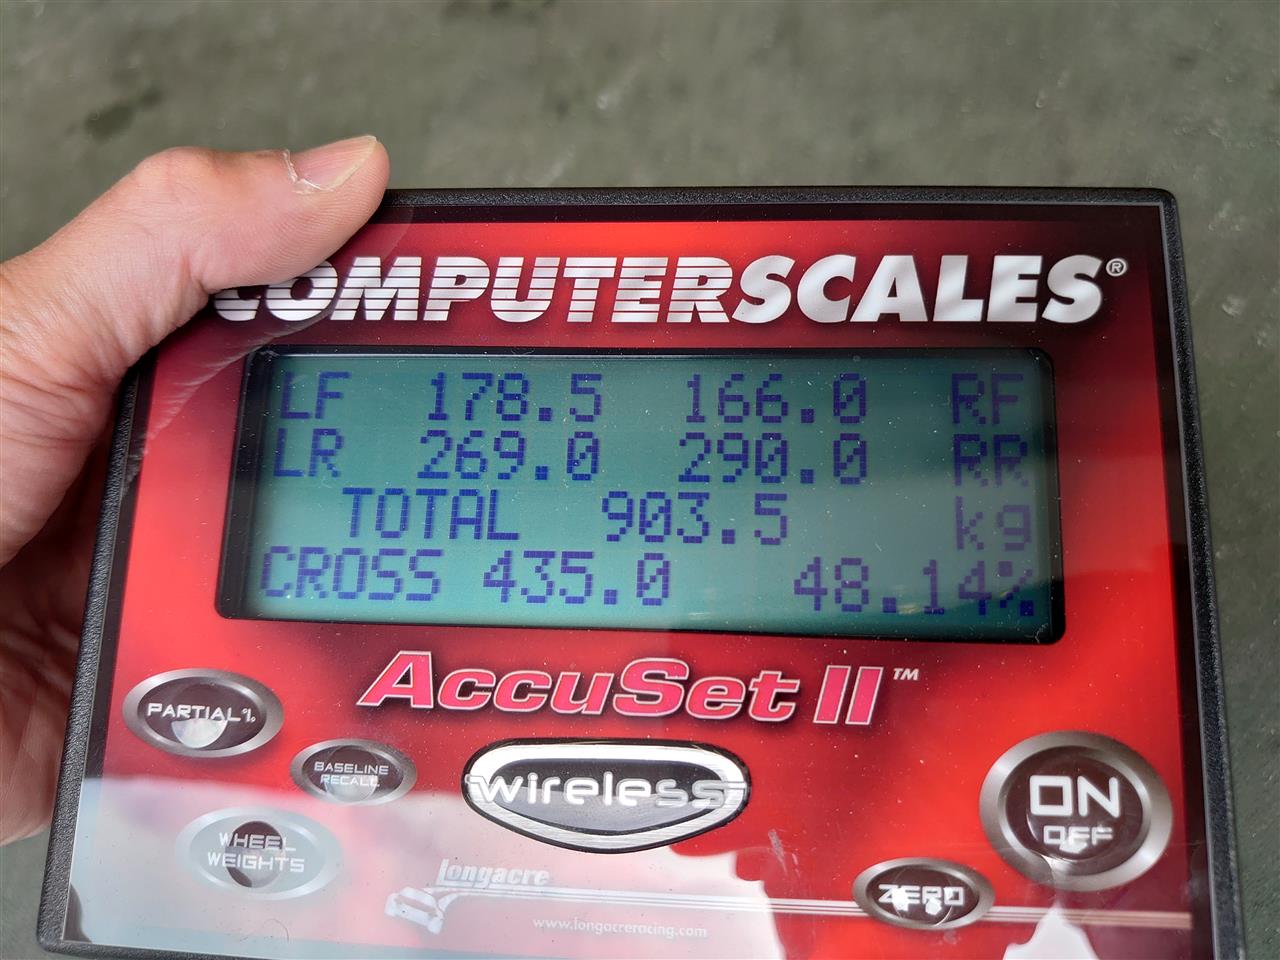 COMPUTERSCALES®
LF 178.5 166.0 RF
LR 269.0 290.0 RR
TOTAL 903.5 kg
CROSS 435.0 48.14%
AccuSet II™
PARTIAL%
BASELINE
RECALL
wireless
WHEEL
WEIGHTS
ON
OFF
ZERO
longacre
www.longacreracing.com